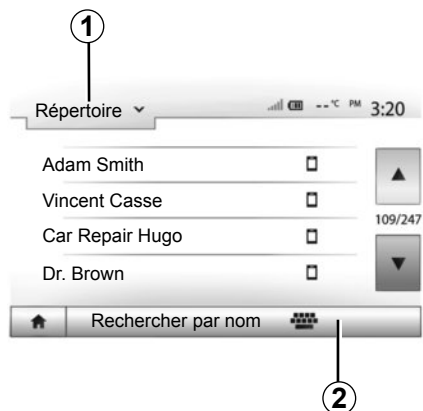 1
Répertoire --°C PM 3:20
Adam Smith
Vincent Casse
109/247
Car Repair Hugo
Dr. Brown
Rechercher par nom
2